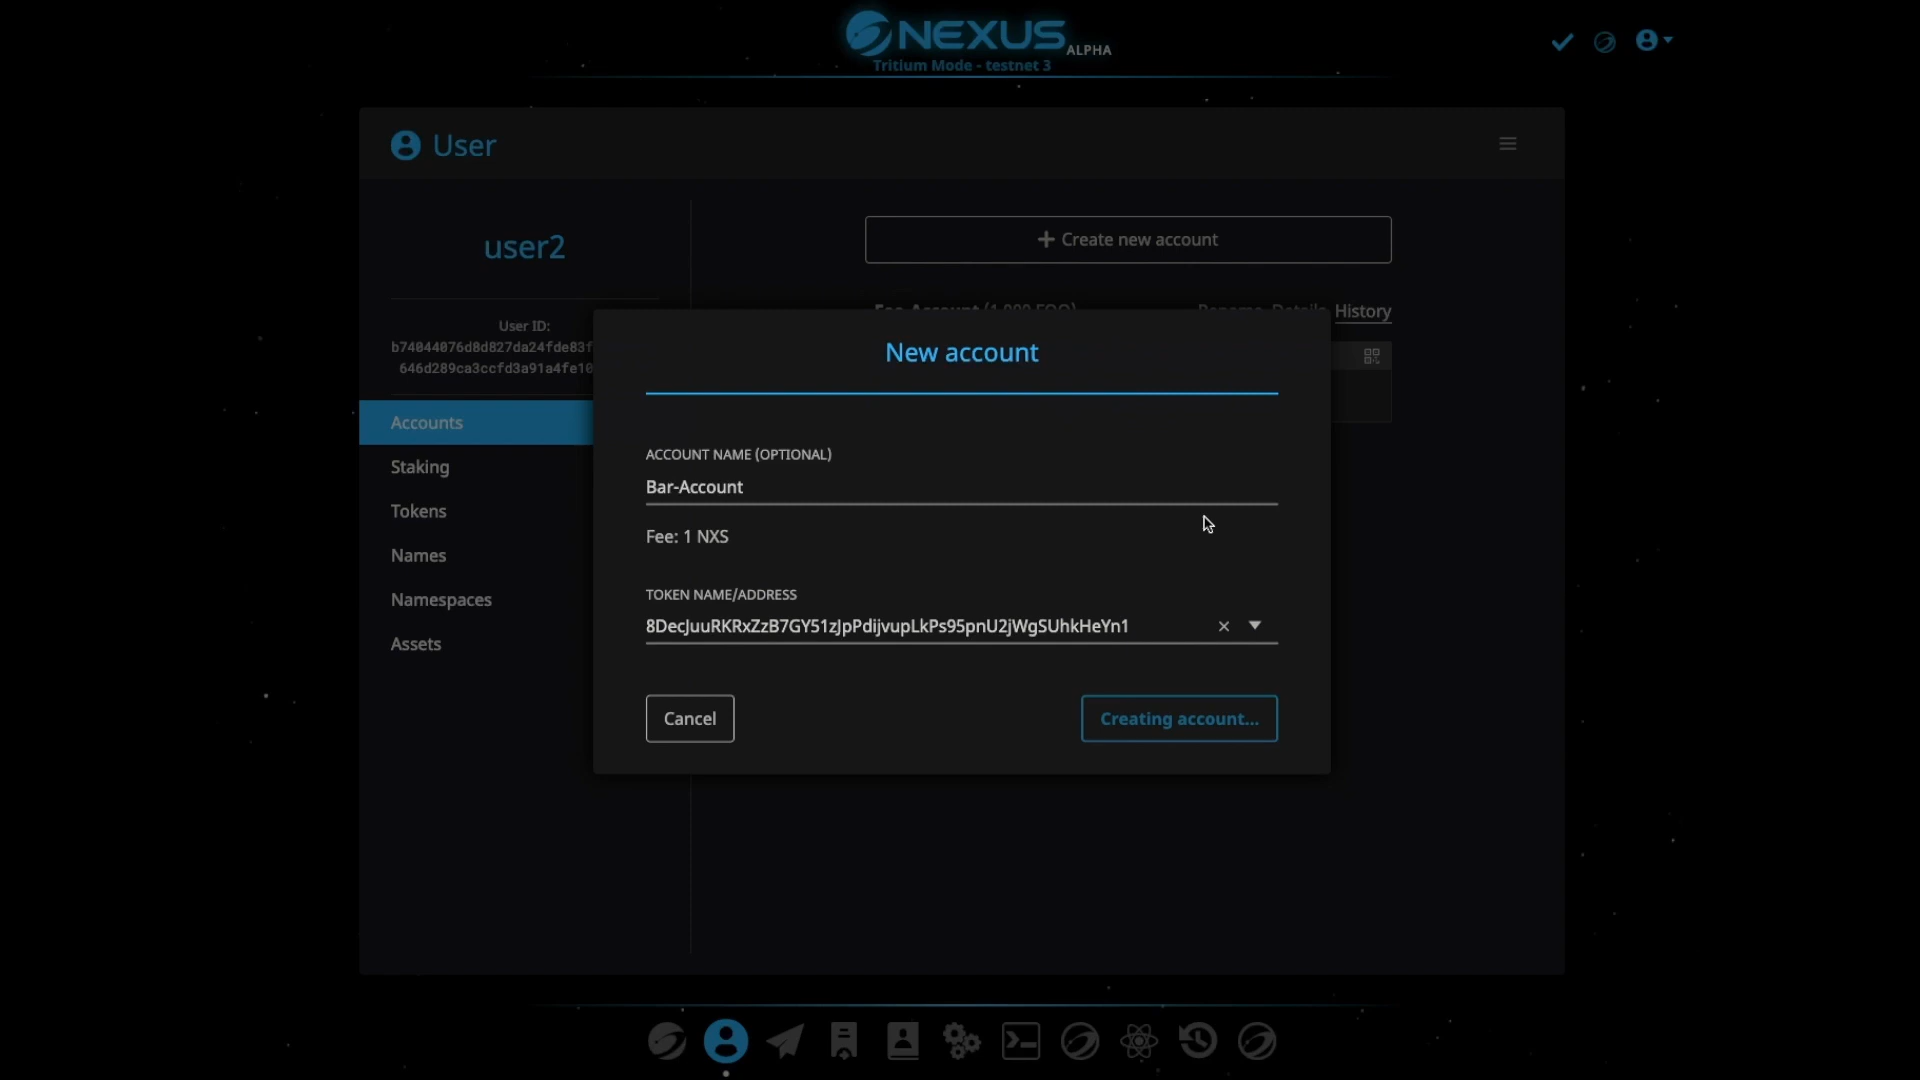 NEXUS ALPHA
Tritium Mode - testnet 3
User
user2
Create new account
User ID:
b74044076d8d827da24fde83f
646d289ca3ccfd3a91a4fe10
History
New account
ACCOUNT NAME (OPTIONAL)
Bar-Account
Fee: 1 NXS
TOKEN NAME/ADDRESS
8DecJuuRKRxZzB7GY51zJpPdijvupLkPs95pnU2jWgSUhkHeYn1
Cancel
Creating account...
Accounts
Staking
Tokens
Names
Namespaces
Assets